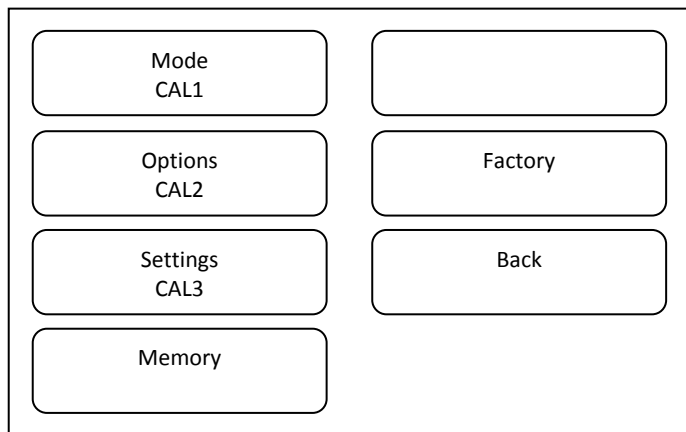 Mode
CAL1
Options
CAL2
Settings
CAL3
Memory
Factory
Back